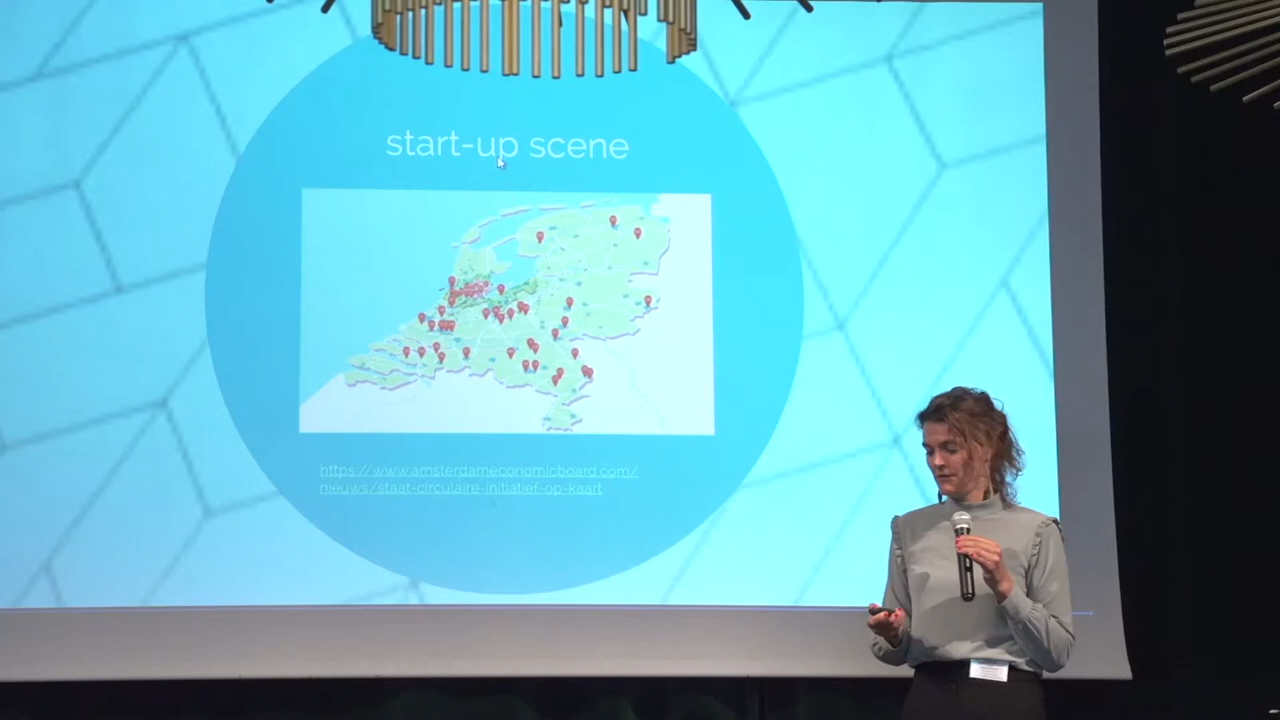 start-up scene
https://www.amsterdameconomicboard.com/
nieuws/staat-circulaire-initiatief-op-kaart